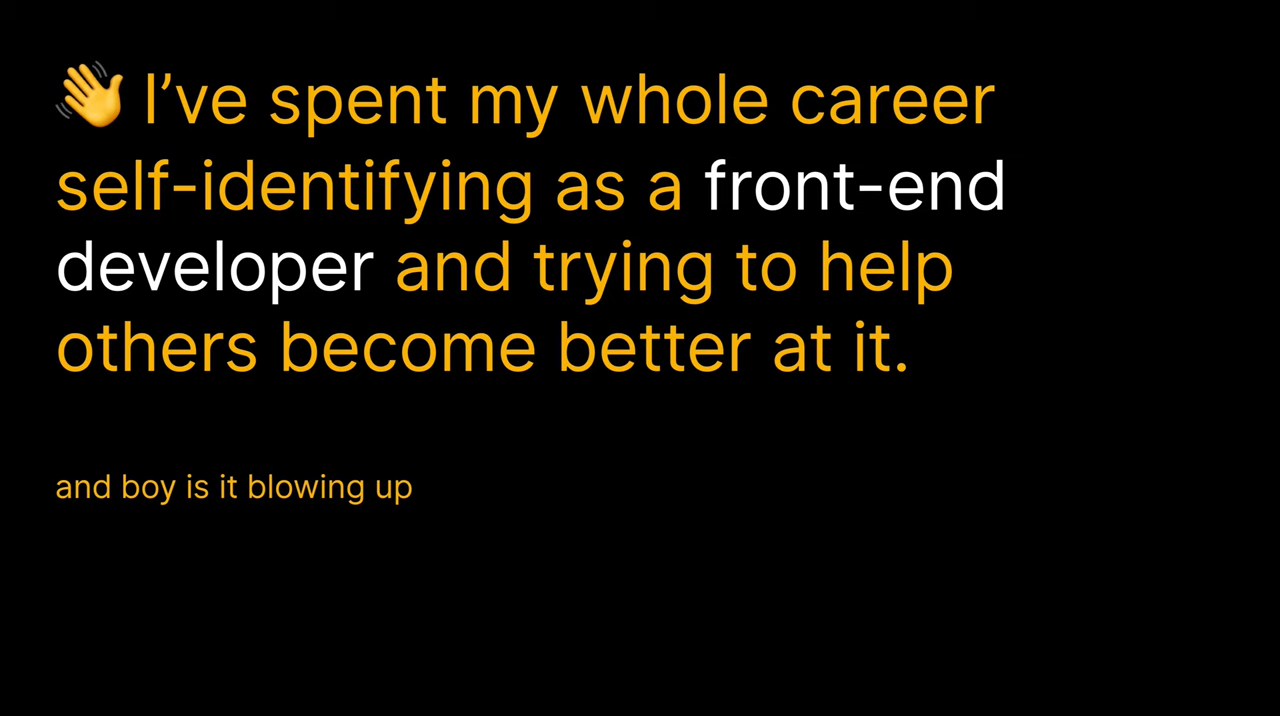 👋 I’ve spent my whole career
self-identifying as a front-end
developer and trying to help
others become better at it.
and boy is it blowing up